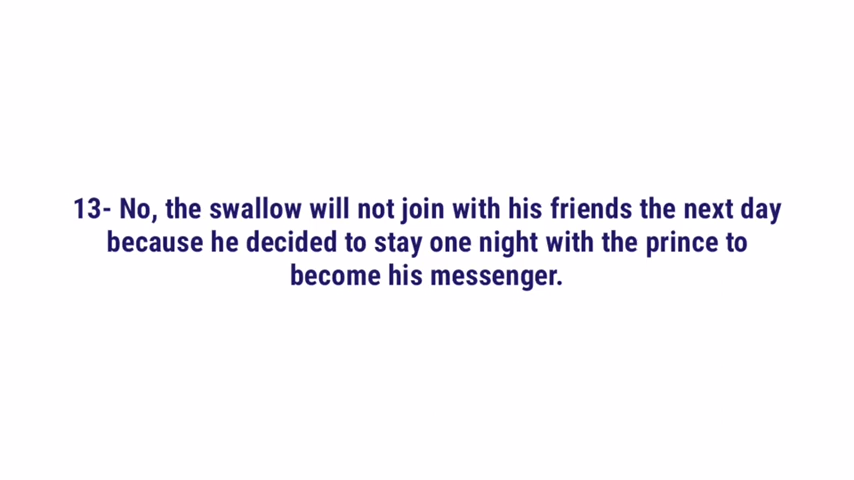 13- No, the swallow will not join with his friends the next day
because he decided to stay one night with the prince to
become his messenger.